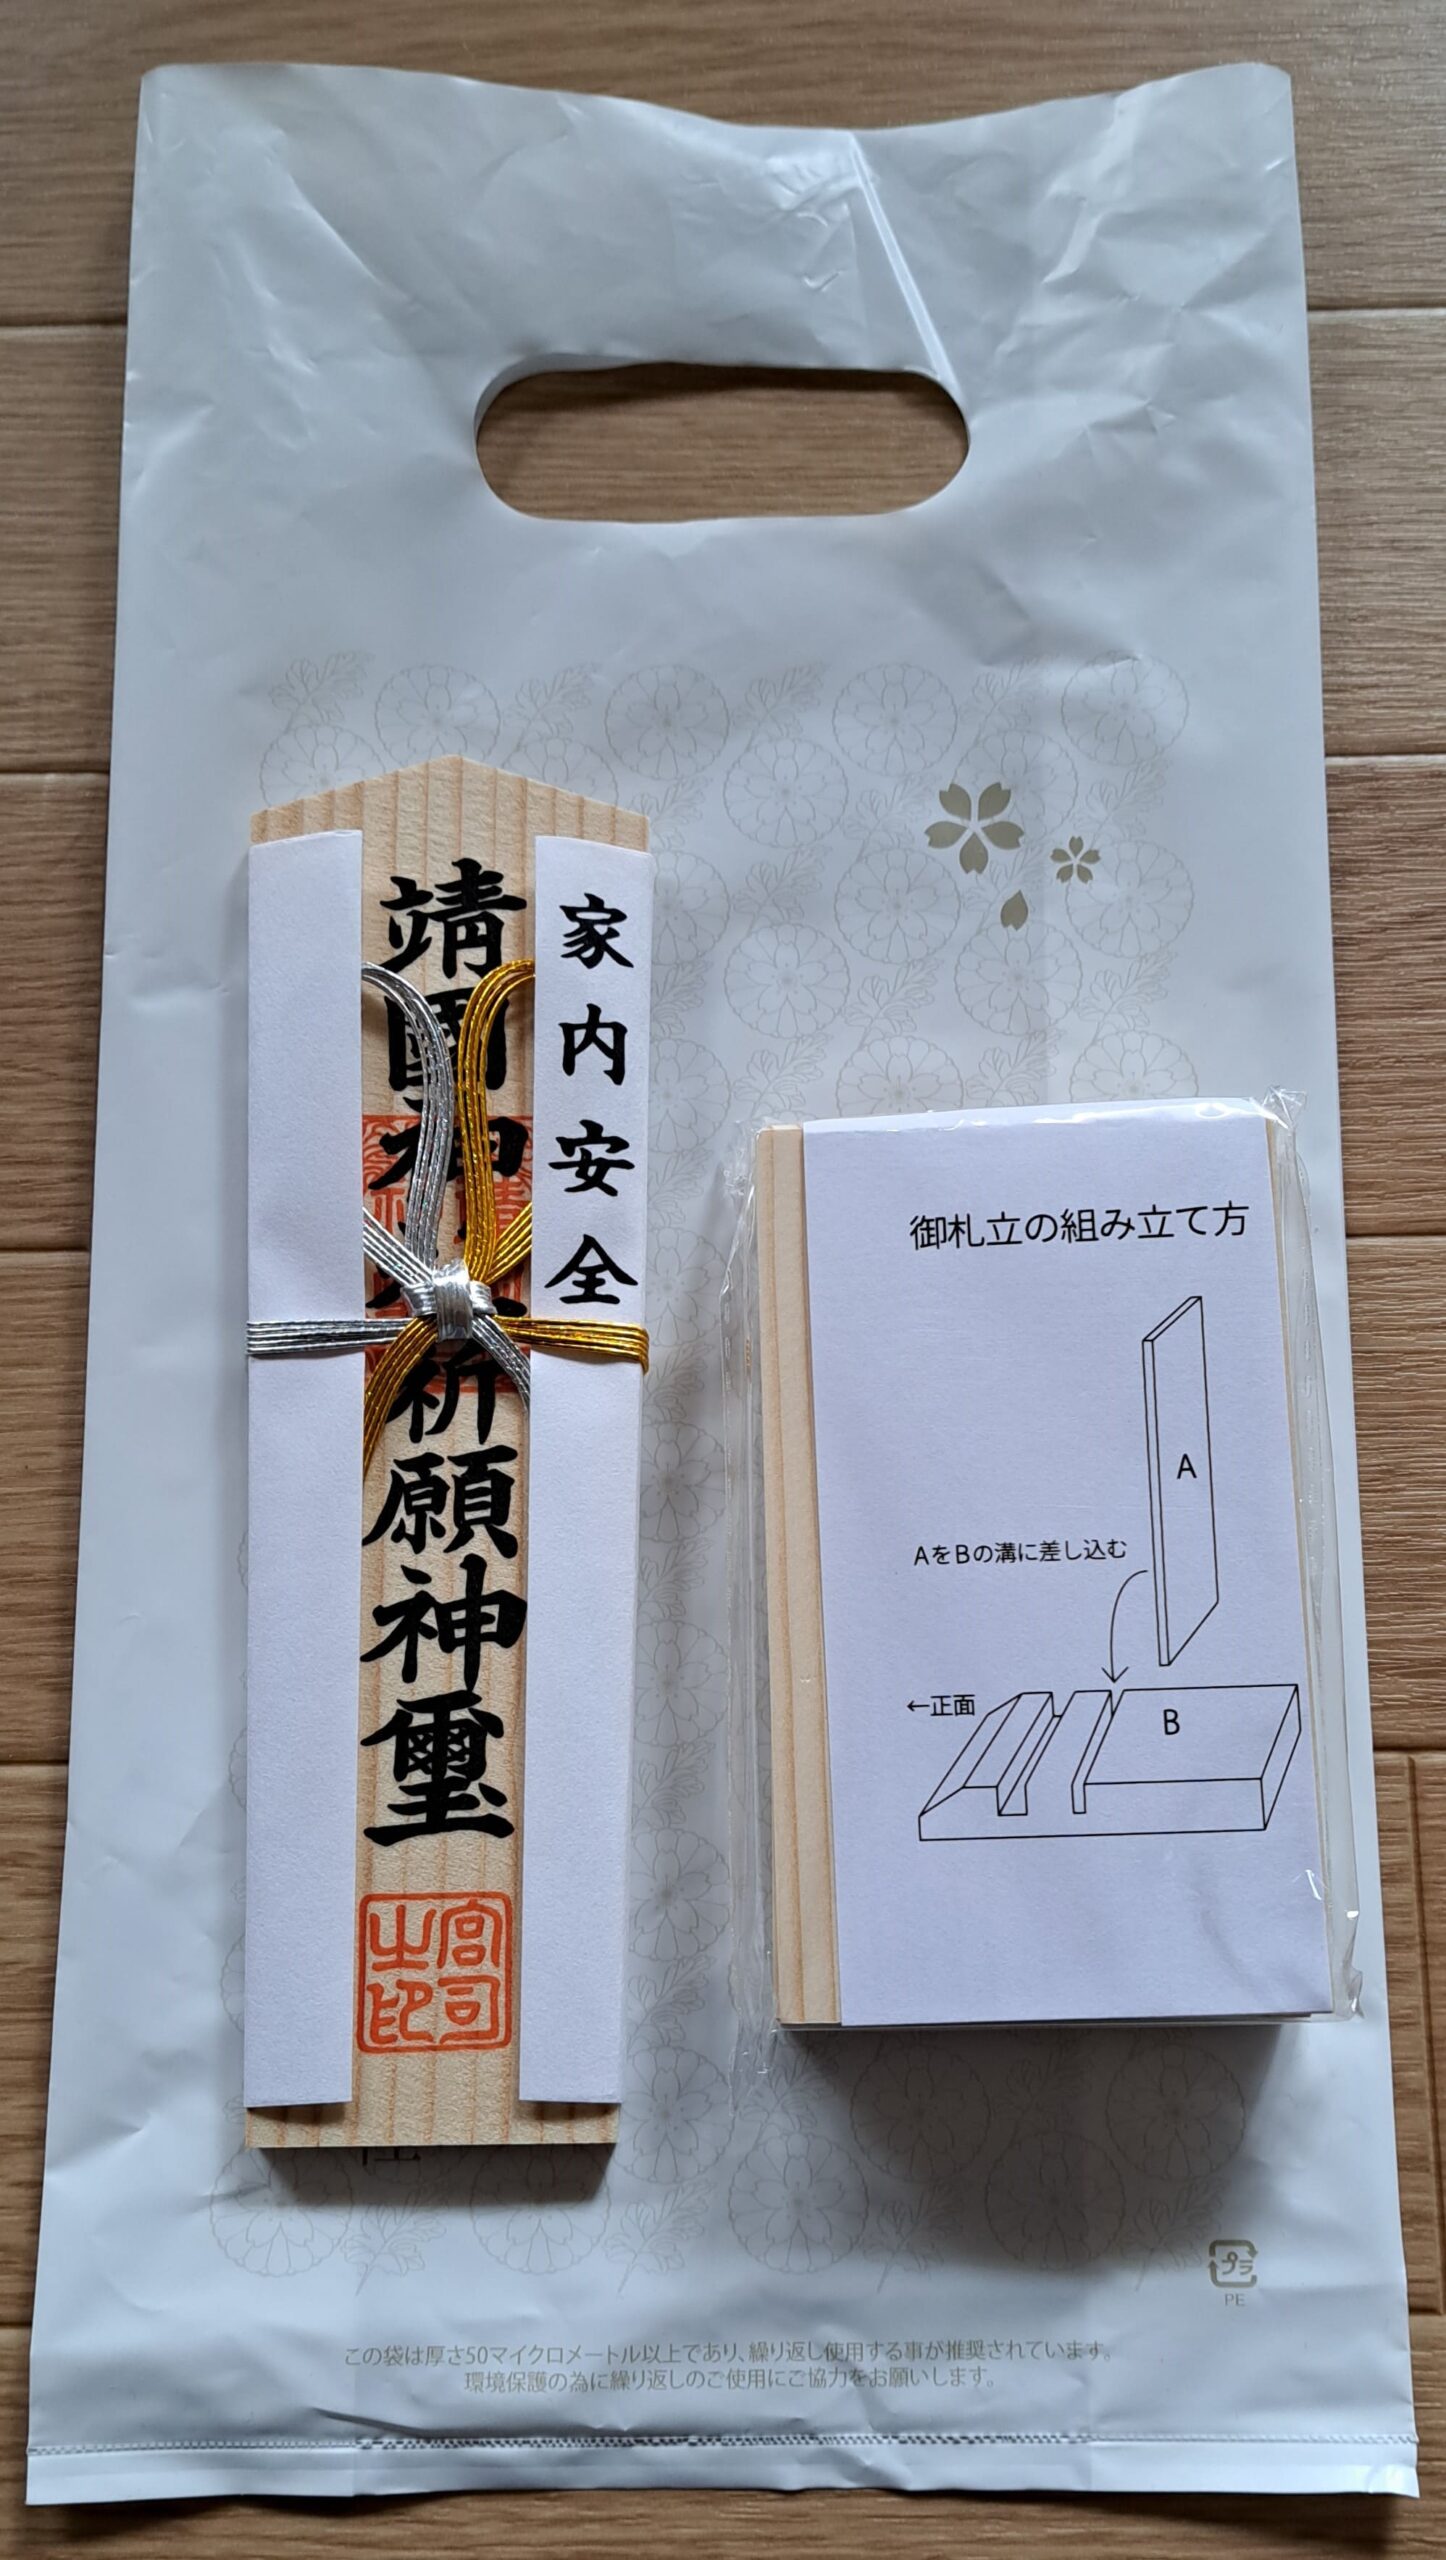 家内安全
靖國神社祈願神璽
宮司之印
御札立の組み立て方
A
AをBの溝に差し込む
←正面
B
社
プラ
PE
この袋は厚さ50マイクロメートル以上であり、繰り返し使用する事が推奨されています。
環境保護の為に繰り返しのご使用にご協力をお願いします。